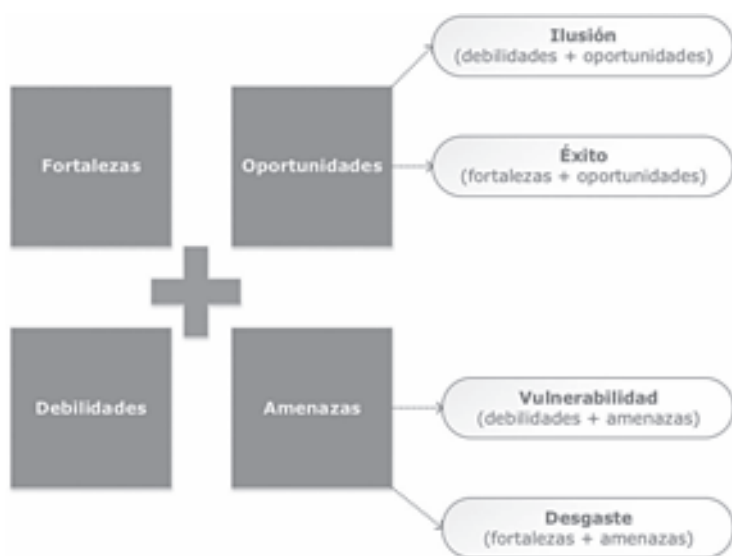 Ilusión
(debilidades + oportunidades)
Fortalezas
Oportunidades
Éxito
(fortalezas + oportunidades)
Debilidades
Amenazas
Vulnerabilidad
(debilidades + amenazas)
Desgaste
(fortalezas + amenazas)